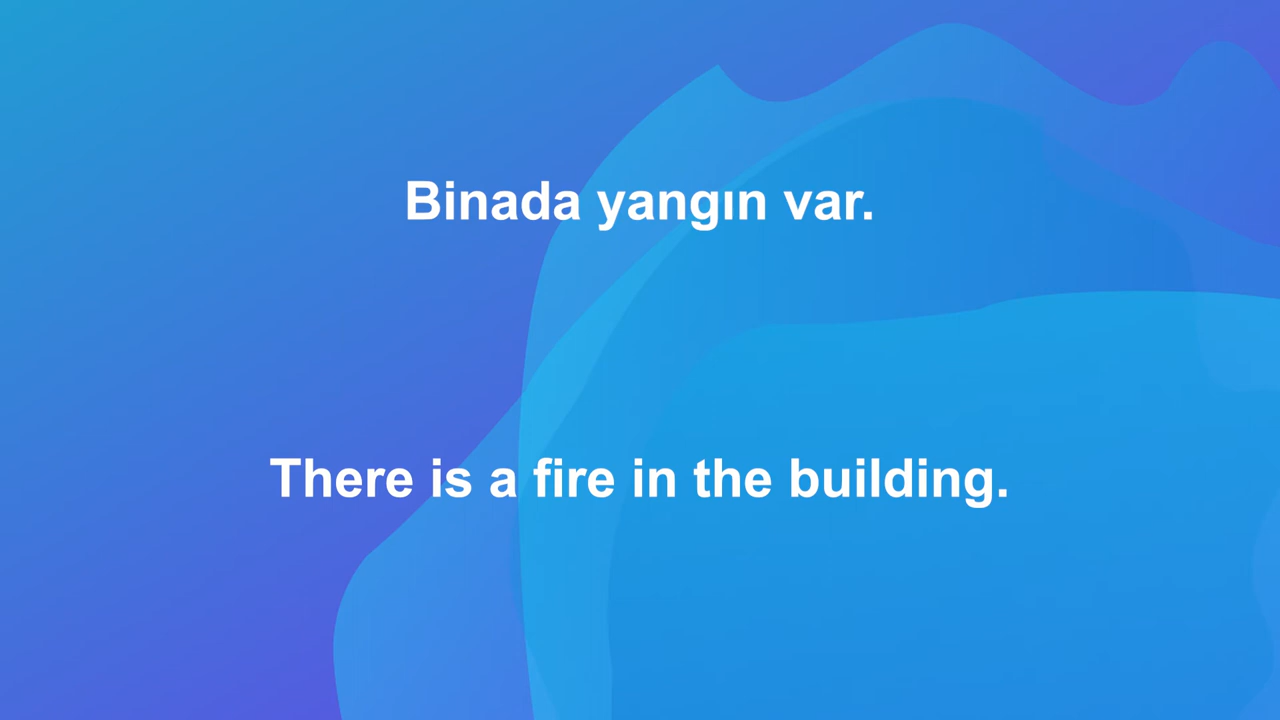 Binada yangın var.
There is a fire in the building.